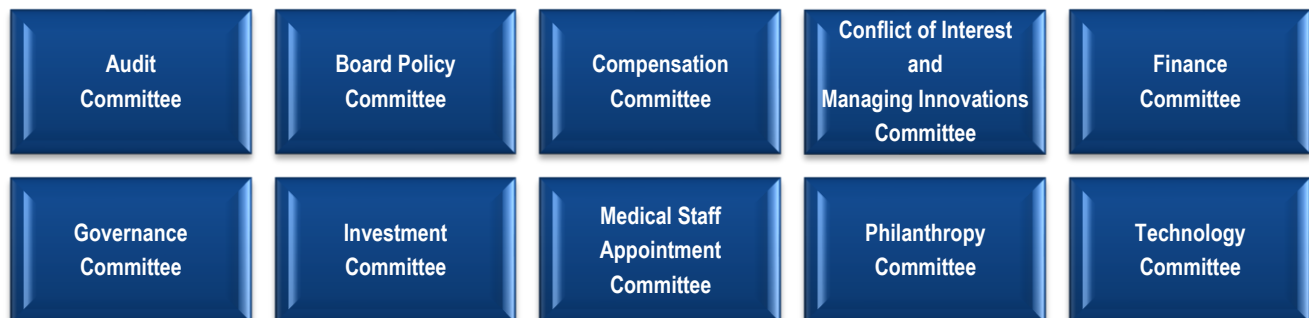 Audit
Committee
Board Policy
Committee
Compensation
Committee
Conflict of Interest
and
Managing Innovations
Committee
Finance
Committee
Governance
Committee
Investment
Committee
Medical Staff
Appointment
Committee
Philanthropy
Committee
Technology
Committee